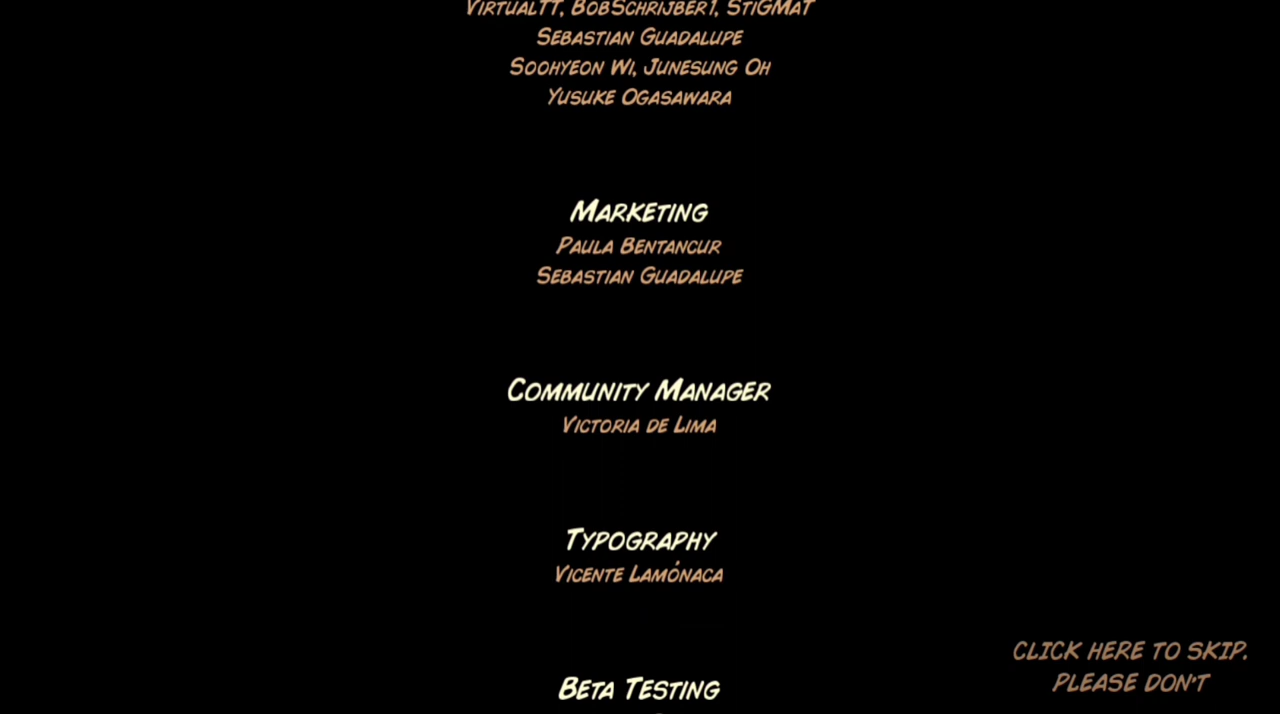 VirtualTT, BobSchrijber1, StiGMaT
Sebastian Guadalupe
Soohyeon Wi, Junesung Oh
Yusuke Ogasawara
Marketing
Paula Bentancur
Sebastian Guadalupe
Community Manager
Victoria de Lima
Typography
Vicente Lamónaca
Beta Testing
CLICK HERE TO SKIP.
PLEASE DON'T